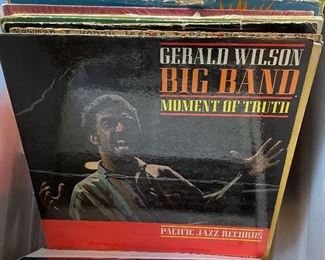 GERALD WILSON
BIG BAND
MOMENT OF TRUTH
PACIFIC JAZZ RECORDS